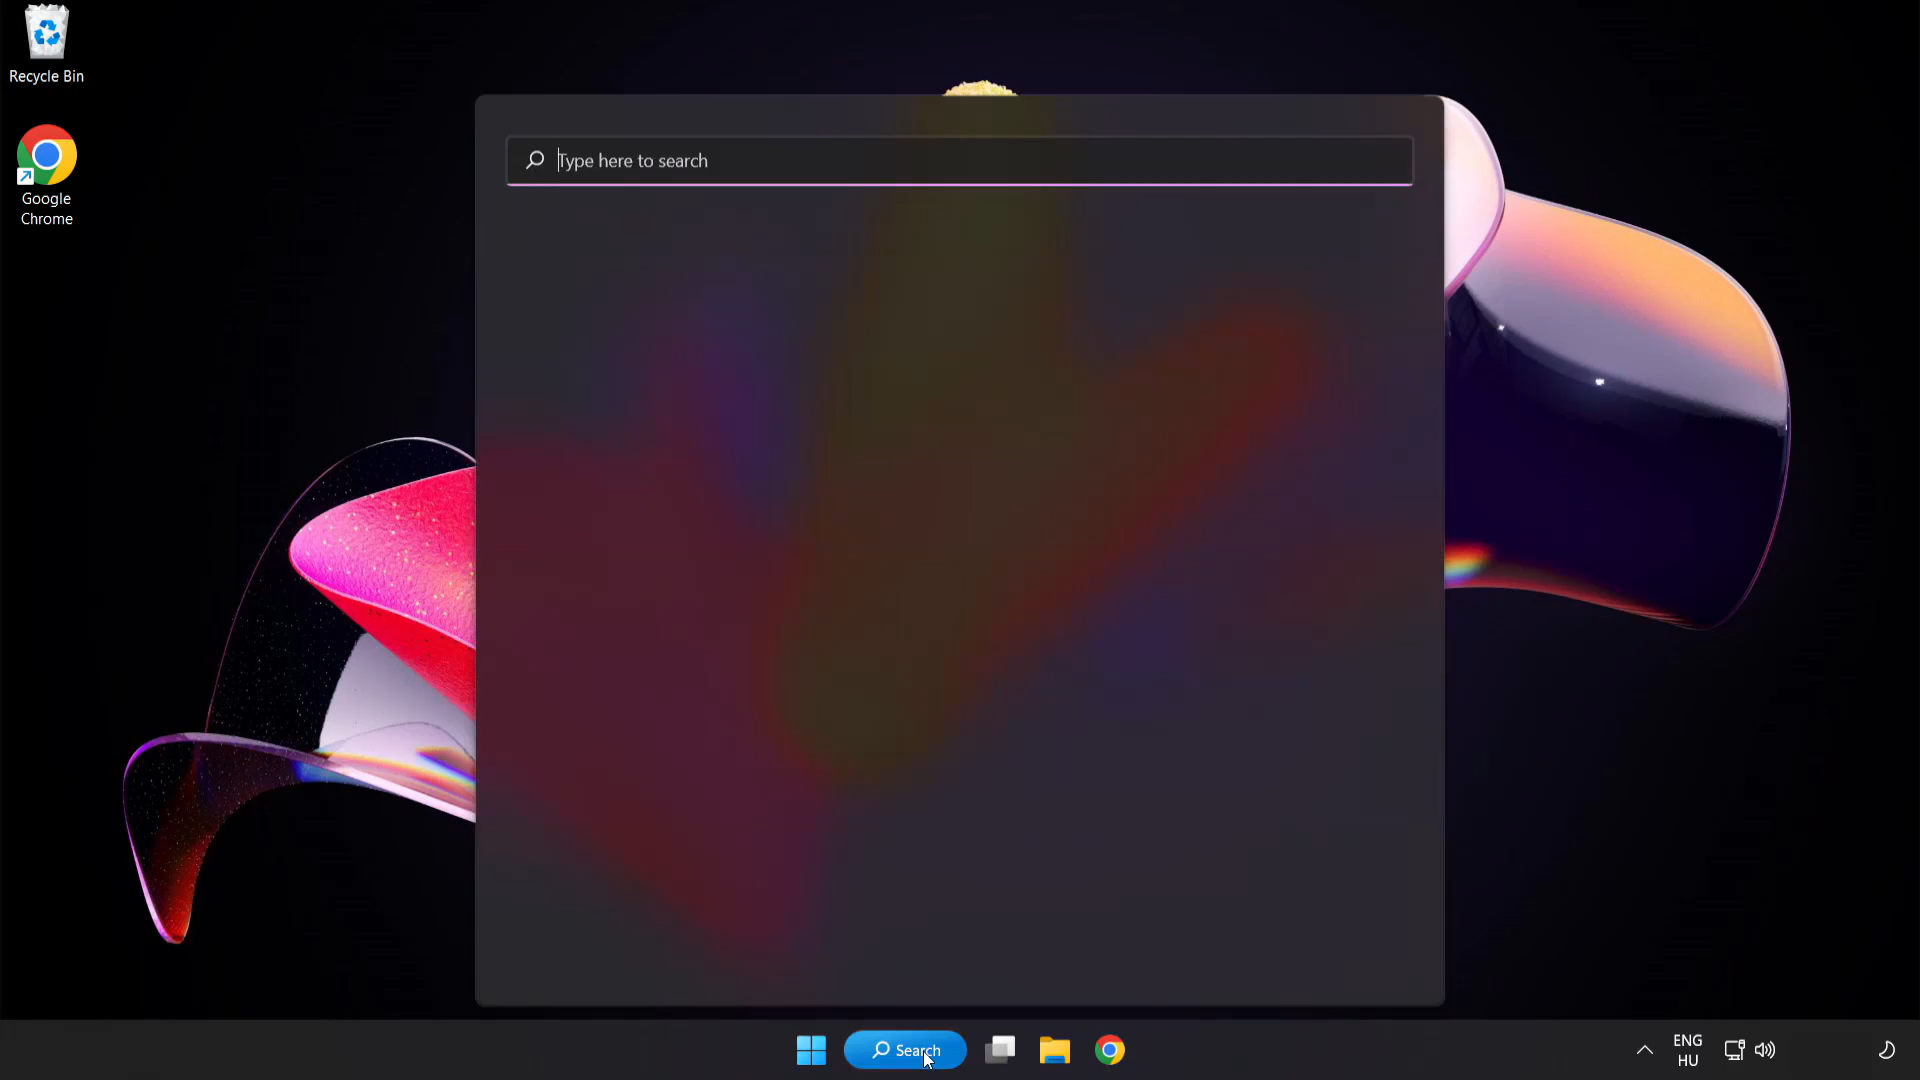 Recycle Bin
Google
Chrome
Type here to search
Search
ENG
HU